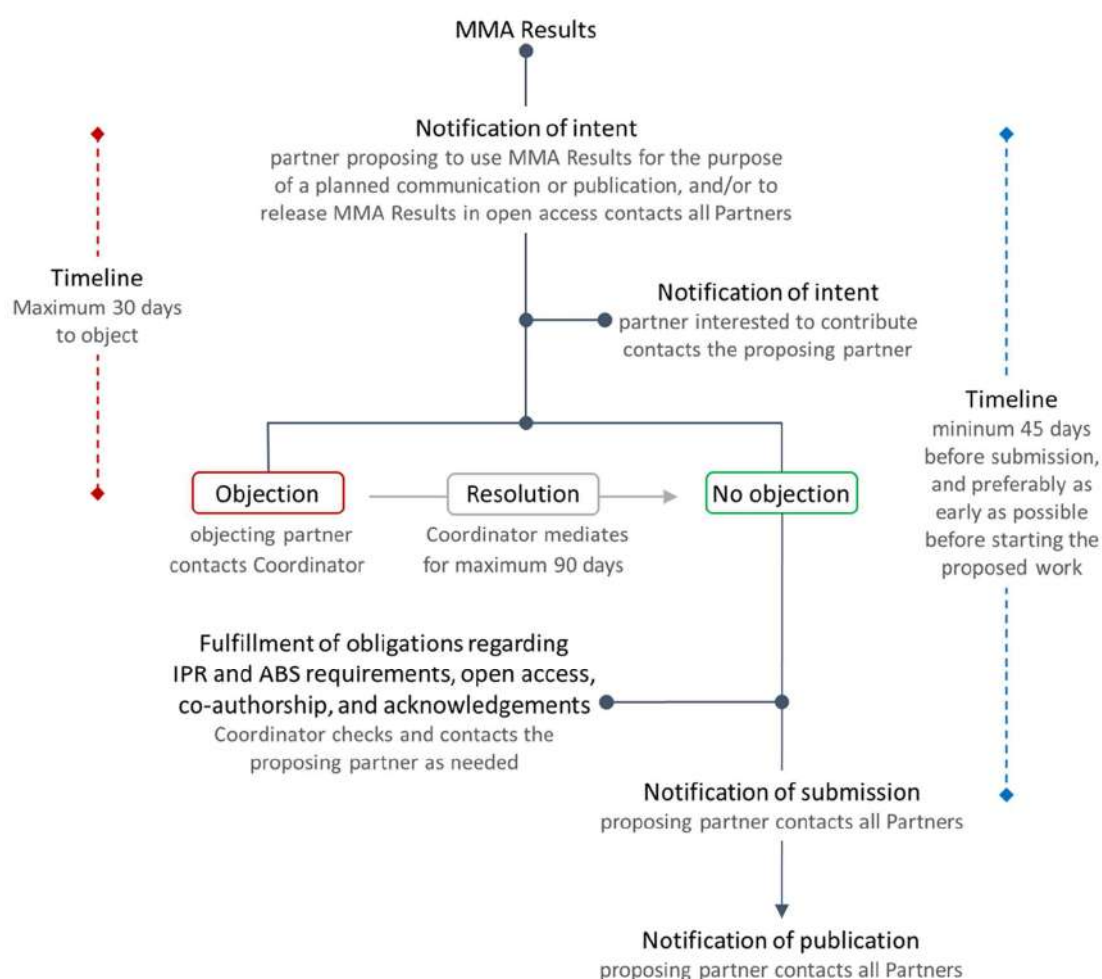 MMA Results
Notification of intent
partner proposing to use MMA Results for the purpose
of a planned communication or publication, and/or to
release MMA Results in open access contacts all Partners
Timeline
Maximum 30 days
to object
Notification of intent
partner interested to contribute
contacts the proposing partner
Timeline
mininum 45 days
before submission,
and preferably as
early as possible
before starting the
proposed work
Objection
objecting partner
contacts Coordinator
Resolution
Coordinator mediates
for maximum 90 days
No objection
Fulfillment of obligations regarding
IPR and ABS requirements, open access,
co-authorship, and acknowledgements
Coordinator checks and contacts the
proposing partner as needed
Notification of submission
proposing partner contacts all Partners
Notification of publication
proposing partner contacts all Partners